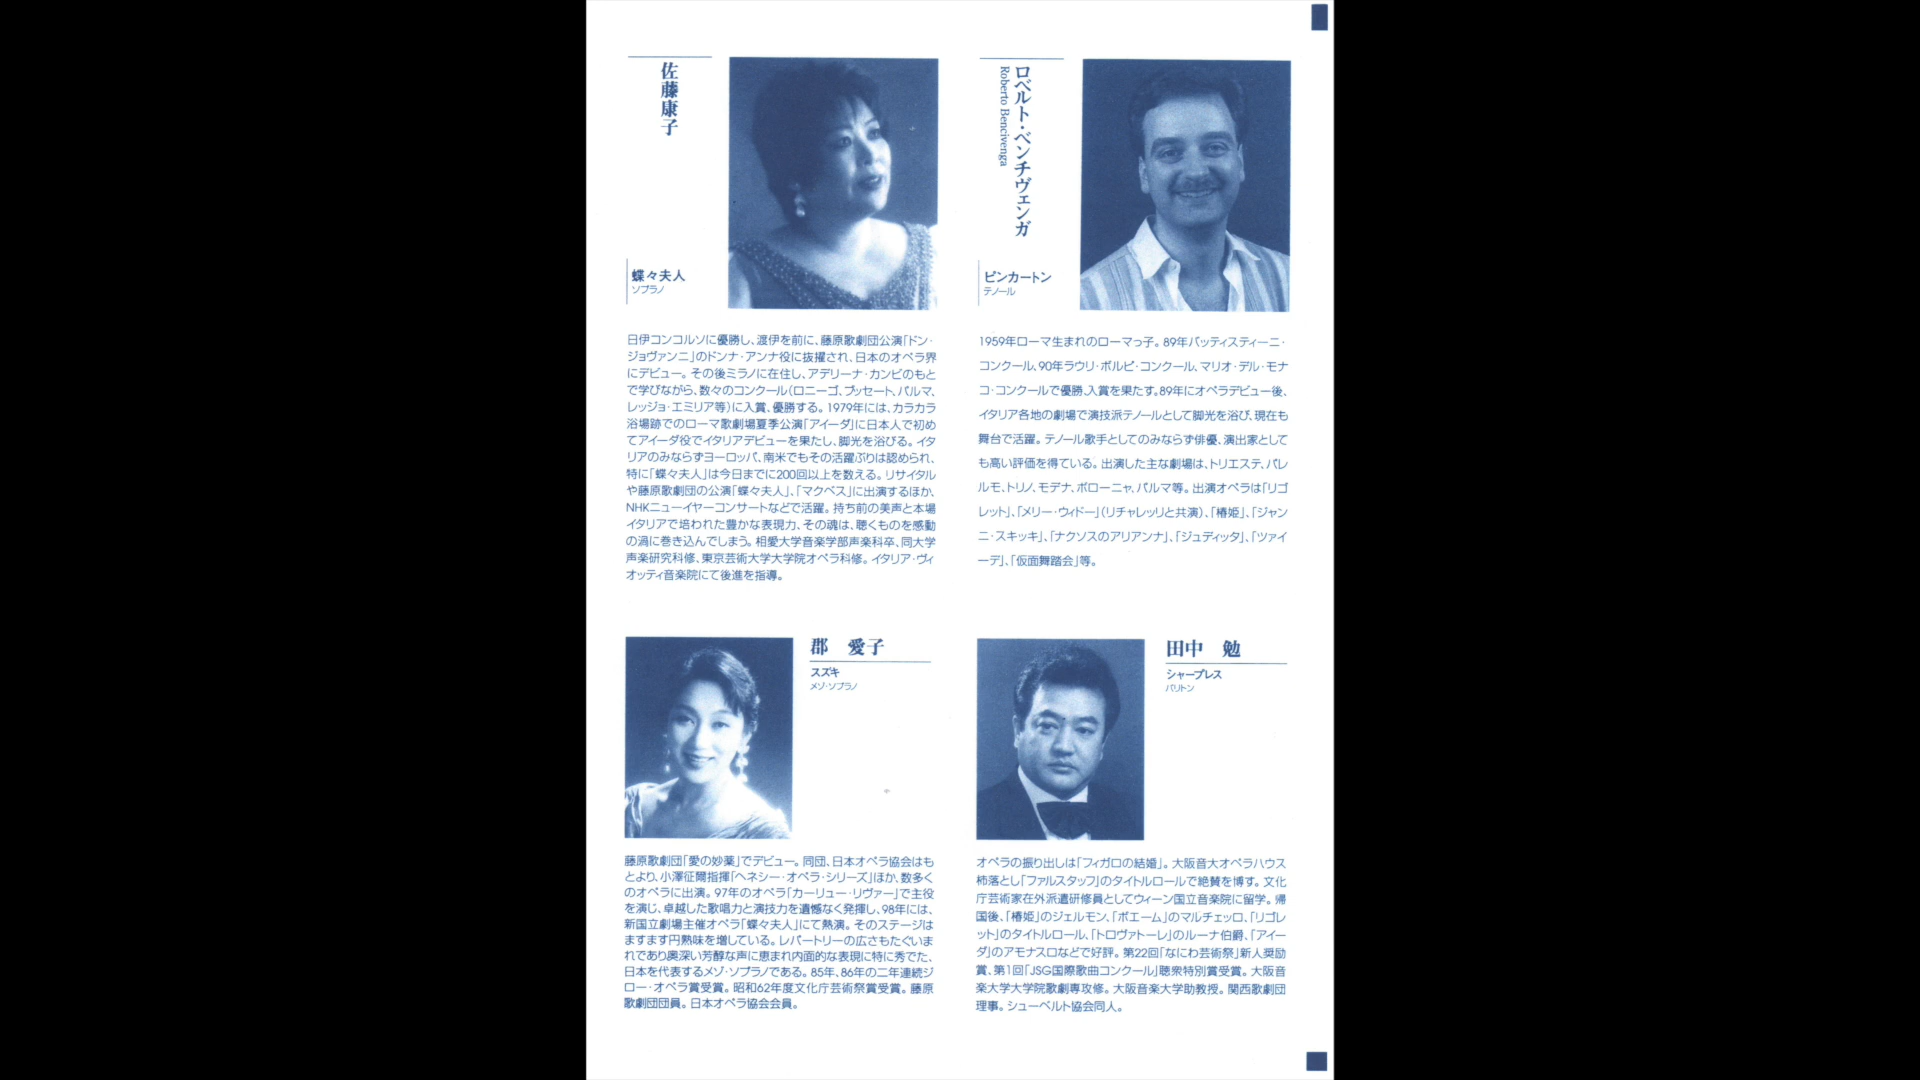 佐藤康子
蝶々夫人
ソプラノ
日伊コンコルソに優勝し、渡伊を前に、藤原歌劇団公演「ドン・
ジョヴァンニ」のドンナ・アンナ役に抜擢され、日本のオペラ界
にデビュー。その後ミラノに在住し、アデリーナ・カンビのもと
で学びながら、数々のコンクール(ロニーゴ、ブッセート、パルマ、
レッジョ・エミリア等)に入賞、優勝する。1979年には、カラカラ
浴場跡でのローマ歌劇場夏季公演「アイーダ」に日本人で初め
てアイーダ役でイタリアデビューを果たし、脚光を浴びる。イタ
リアのみならずヨーロッパ、南米でもその活躍ぶりは認められ、
特に「蝶々夫人」は今日までに200回以上を数える。リサイタル
や藤原歌劇団の公演「蝶々夫人」、「マクベス」に出演するほか、
NHKニューイヤーコンサートなどで活躍。持ち前の美声と本場
イタリアで培われた豊かな表現力、その魂は、聴くものを感動
の渦に巻き込んでしまう。相愛大学音楽学部声楽科卒、同大学
声楽研究科修、東京芸術大学大学院オペラ科修。イタリア・ヴィ
オッティ音楽院にて後進を指導。
ロベルト・ベンチヴェンガ
Roberto Bencivenga
ピンカートン
テノール
1959年ローマ生まれのローマっ子。89年バッティスティーニ・
コンクール、90年ラウリ・ボルピ・コンクール、マリオ・デル・モナ
コ・コンクールで優勝、入賞を果たす。89年にオペラデビュー後、
イタリア各地の劇場で演技派テノールとして脚光を浴び、現在も
舞台で活躍。テノール歌手としてのみならず俳優、演出家として
も高い評価を得ている。出演した主な劇場は、トリエステ、パレ
ルモ、トリノ、モデナ、ボローニャ、パルマ等。出演オペラは「リゴ
レット」、「メリー・ウィドー」(リチャレッリと共演)、「椿姫」、「ジャン
ニ・スキッキ」、「ナクソスのアリアンナ」、「ジュディッタ」、「ツァイ
ーデ」、「仮面舞踏会」等。
郡 愛子
スズキ
メゾ・ソプラノ
藤原歌劇団「愛の妙薬」でデビュー。同団、日本オペラ協会はも
とより、小澤征爾指揮「ヘネシー・オペラ・シリーズ」ほか、数多く
のオペラに出演。97年のオペラ「カーリュー・リヴァー」で主役
を演じ、卓越した歌唱力と演技力を遺憾なく発揮し、98年には、
新国立劇場主催オペラ「蝶々夫人」にて熱演。そのステージは
ますます円熟味を増している。レパートリーの広さもたぐいま
れであり奥深い芳醇な声に恵まれ内面的な表現に特に秀でた、
日本を代表するメゾ・ソプラノである。85年、86年の二年連続ジ
ロー・オペラ賞受賞。昭和62年度文化庁芸術祭賞受賞。藤原
歌劇団団員。日本オペラ協会会員。
田中 勉
シャープレス
バリトン
オペラの振り出しは「フィガロの結婚」。大阪音大オペラハウス
柿落とし「ファルスタッフ」のタイトルロールで絶賛を博す。文化
庁芸術家在外派遣研修員としてウィーン国立音楽院に留学。帰
国後、「椿姫」のジェルモン、「ボエーム」のマルチェッロ、「リゴレ
ット」のタイトルロール、「トロヴァトーレ」のルーナ伯爵、「アイー
ダ」のアモナスロなどで好評。第22回「なにわ芸術祭」新人奨励
賞、第1回「JSG国際歌曲コンクール」聴衆特別賞受賞。大阪音
楽大学大学院歌劇専攻修。大阪音楽大学助教授。関西歌劇団
理事。シューベルト協会同人。